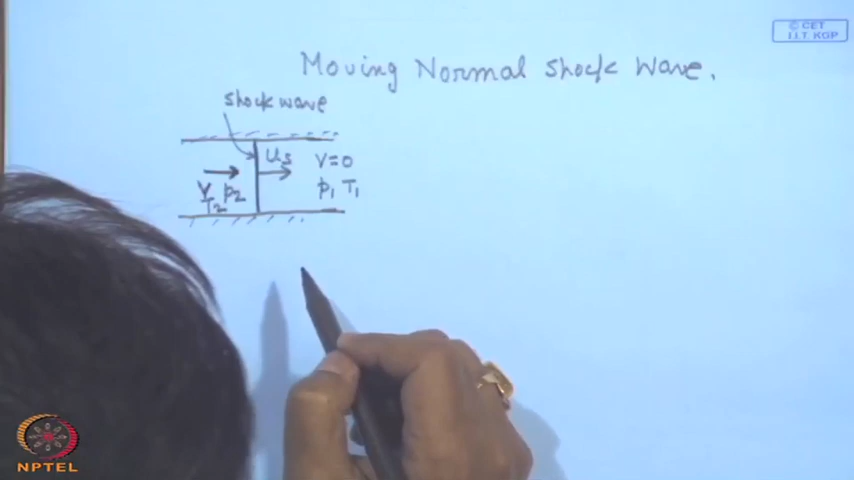 © CET
I.I.T. KGP
Moving Normal Shock Wave.
Shock wave
Us
V=0
V p2
T2
p1 T1
NPTEL